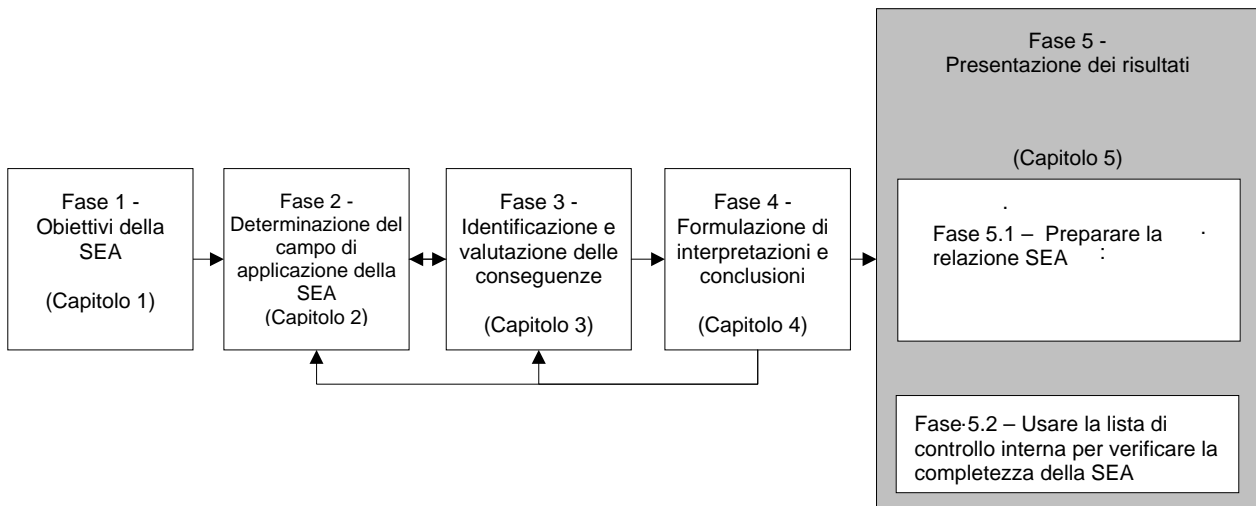 Fase 1 -
Obiettivi della
SEA
(Capitolo 1)
Fase 2 -
Determinazione del
campo di
applicazione della
SEA
(Capitolo 2)
Fase 3 -
Identificazione e
valutazione delle
conseguenze
(Capitolo 3)
Fase 4 -
Formulazione di
interpretazioni e
conclusioni
(Capitolo 4)
Fase 5 -
Presentazione dei risultati
(Capitolo 5)
Fase 5.1 – Preparare la
relazione SEA
Fase 5.2 – Usare la lista di
controllo interna per verificare la
completezza della SEA